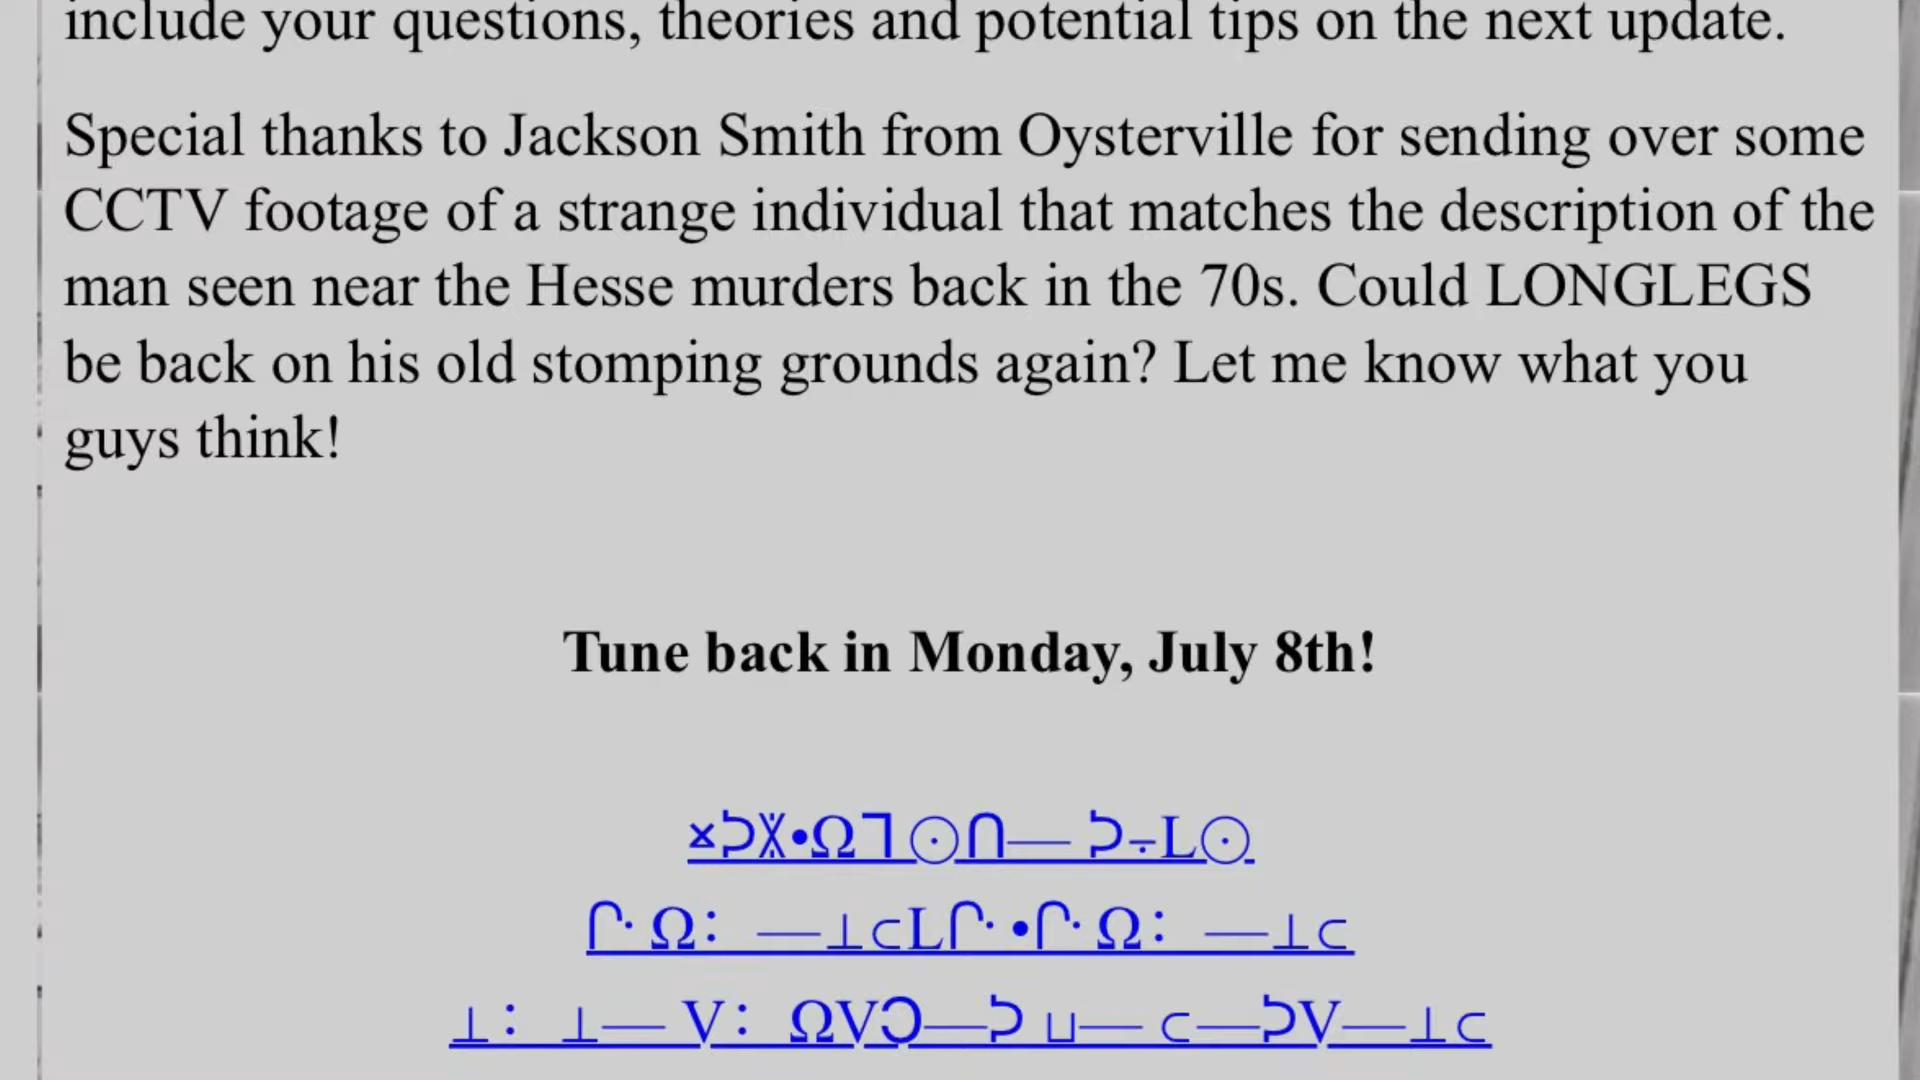 include your questions, theories and potential tips on the next update.
Special thanks to Jackson Smith from Oysterville for sending over some
CCTV footage of a strange individual that matches the description of the
man seen near the Hesse murders back in the 70s. Could LONGLEGS
be back on his old stomping grounds again? Let me know what you
guys think!
Tune back in Monday, July 8th!